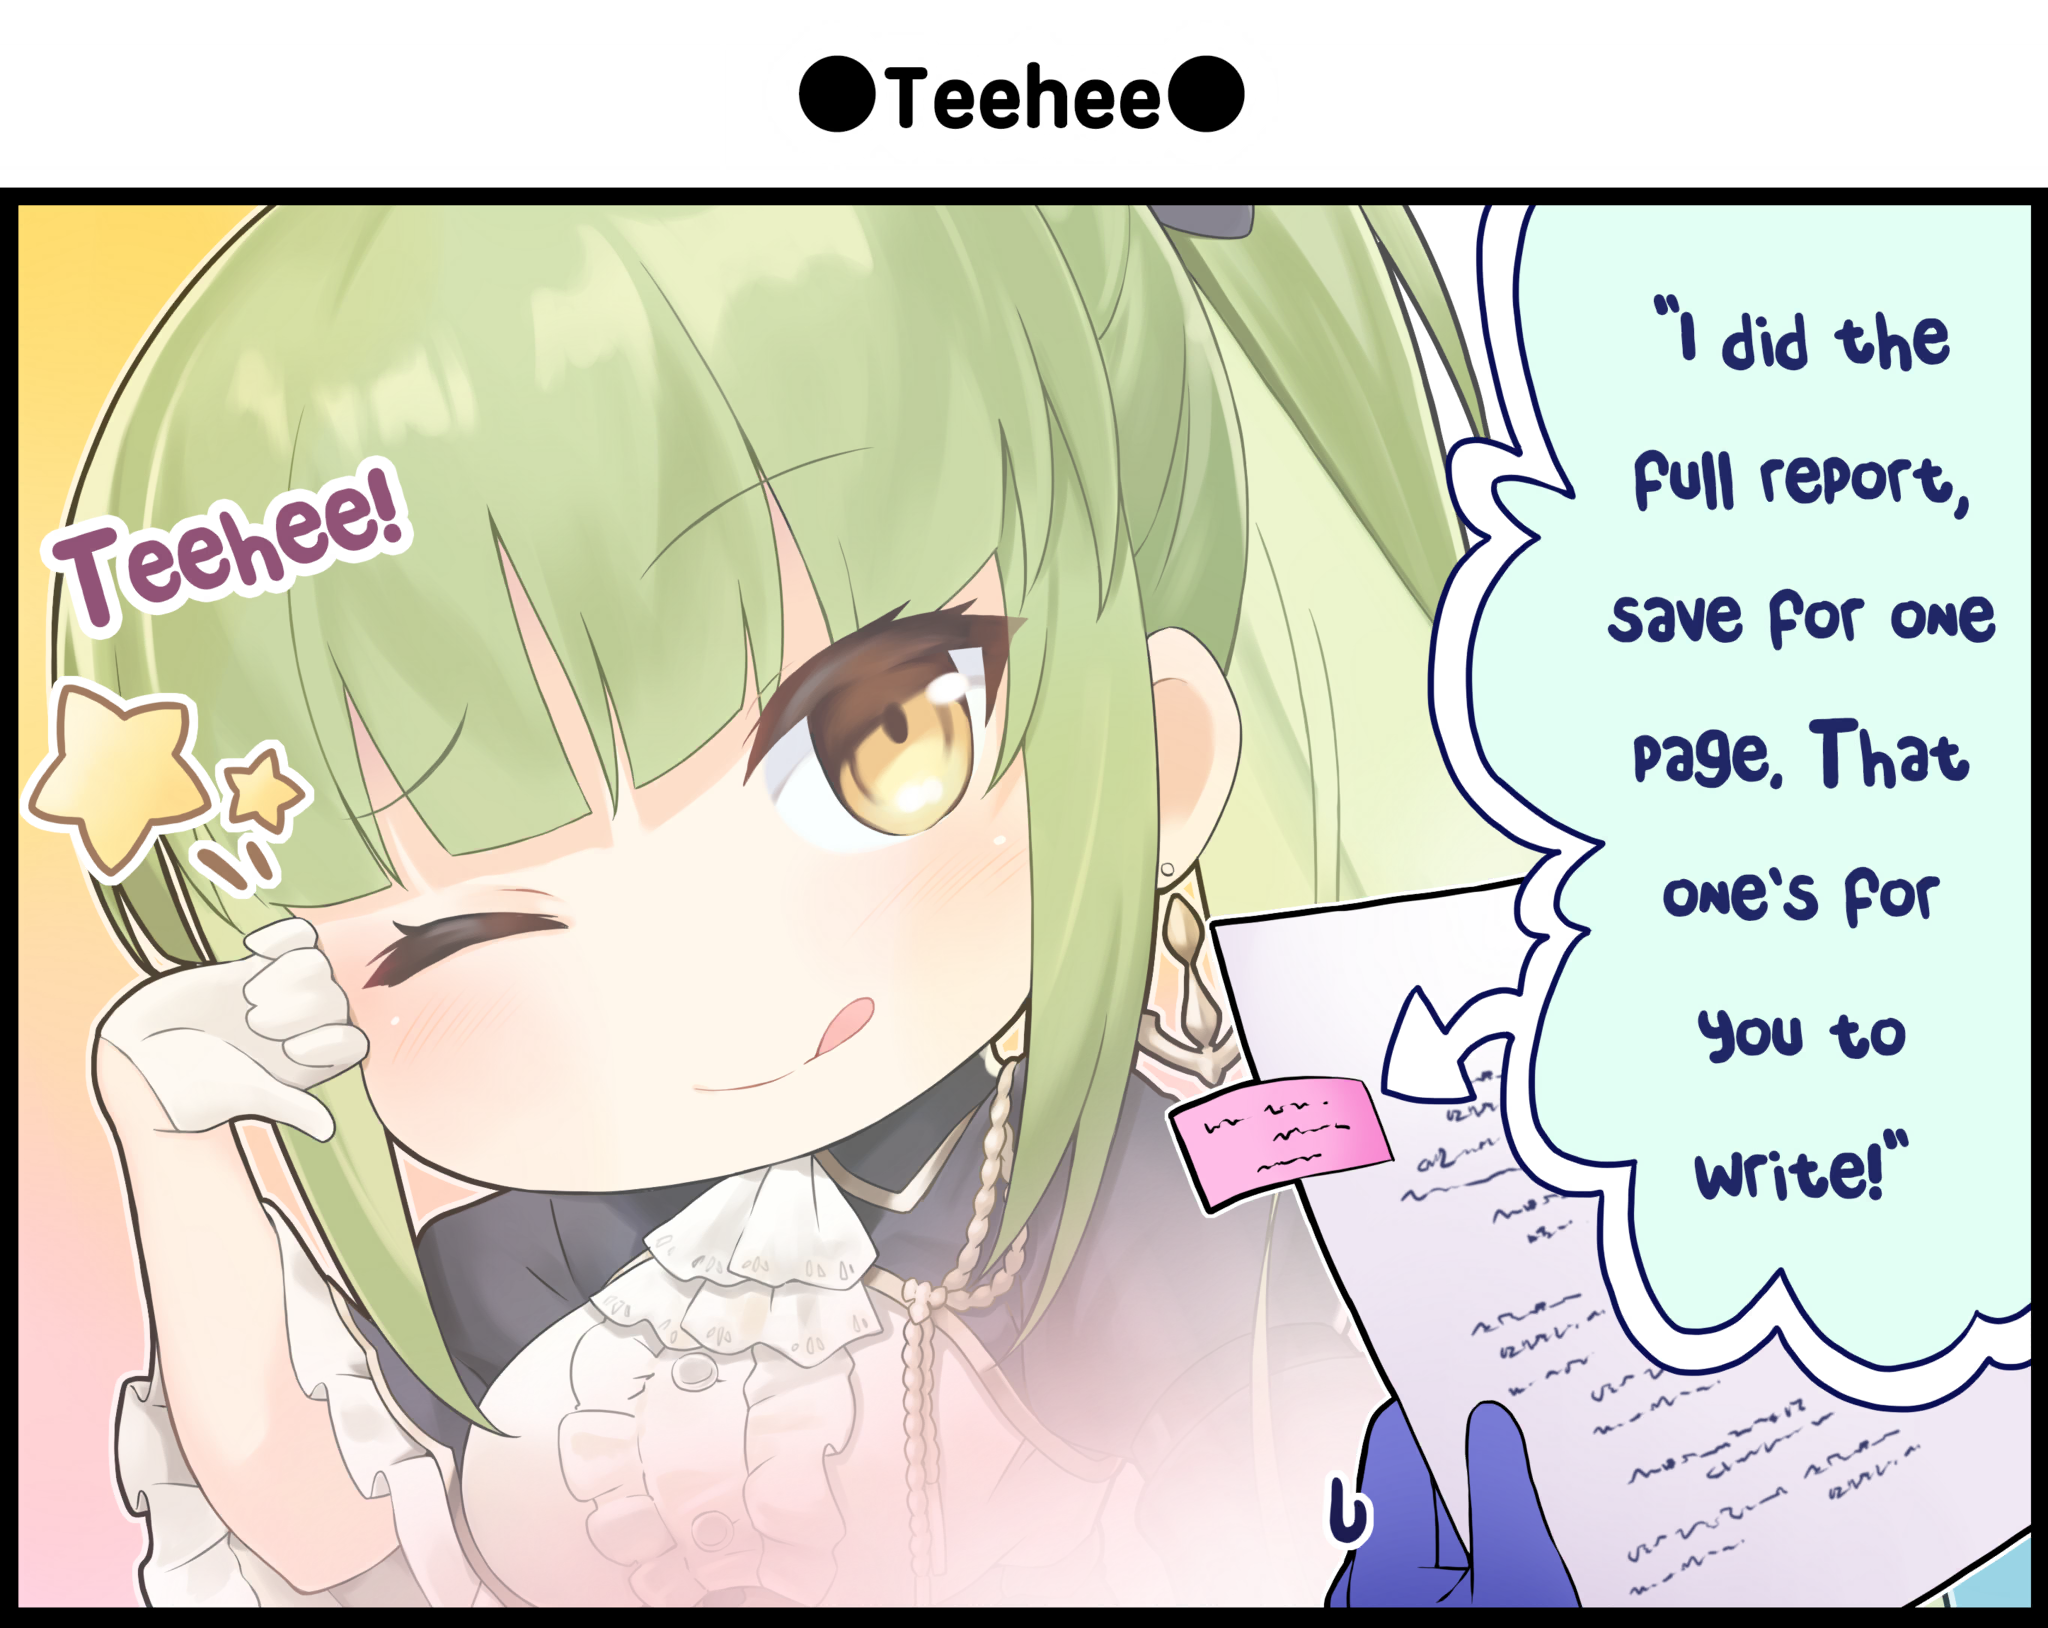 ●Teehee●
Teehee!
"I did the
full report,
save for one
page. That
one's for
you to
write!"